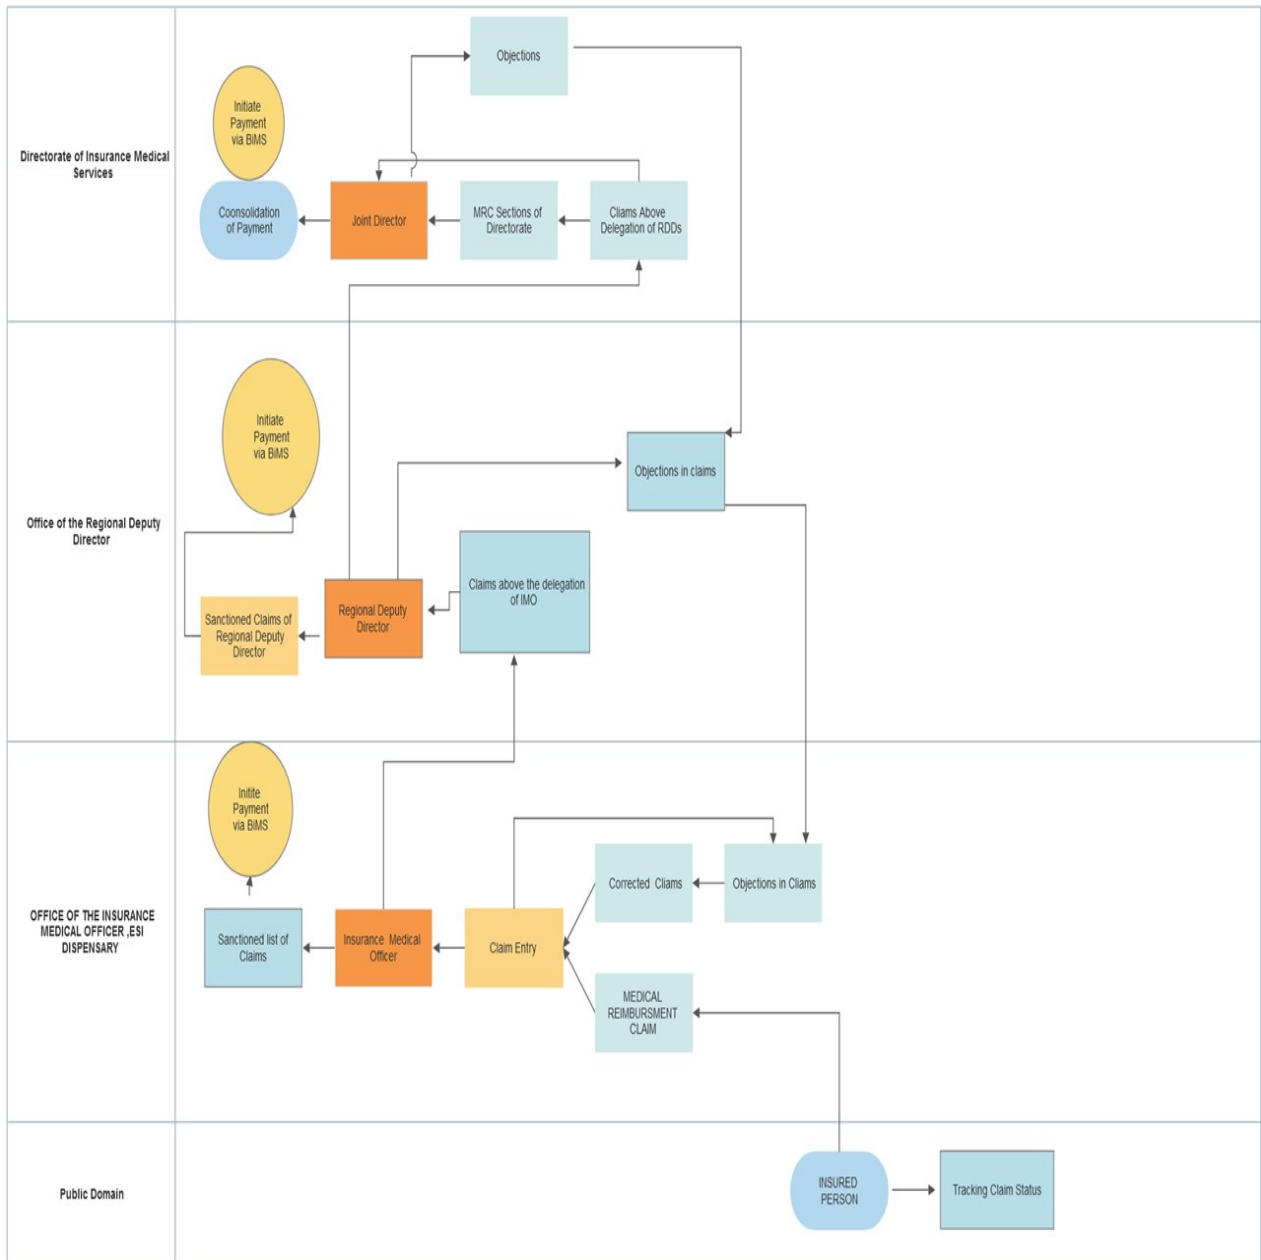 Objections
Initiate
Payment
via BiMS
Directorate of Insurance Medical
Services
Coonsolidation
of Payment
Joint Director
MRC Sections of
Directorate
Cliams Above
Delegation of RDDs
Initiate
Payment
via BiMS
Objections in claims
Office of the Regional Deputy
Director
Claims above the delegation
of IMO
Sanctioned Claims of
Regional Deputy
Director
Regional Deputy
Director
Initite
Payment
via BiMS
Corrected Cliams
Objections in Cliams
OFFICE OF THE INSURANCE
MEDICAL OFFICER ,ESI
DISPENSARY
Sanctioned list of
Claims
Insurance Medical
Officer
Claim Entry
MEDICAL
REIMBURSMENT
CLAIM
Public Domain
INSURED
PERSON
Tracking Claim Status